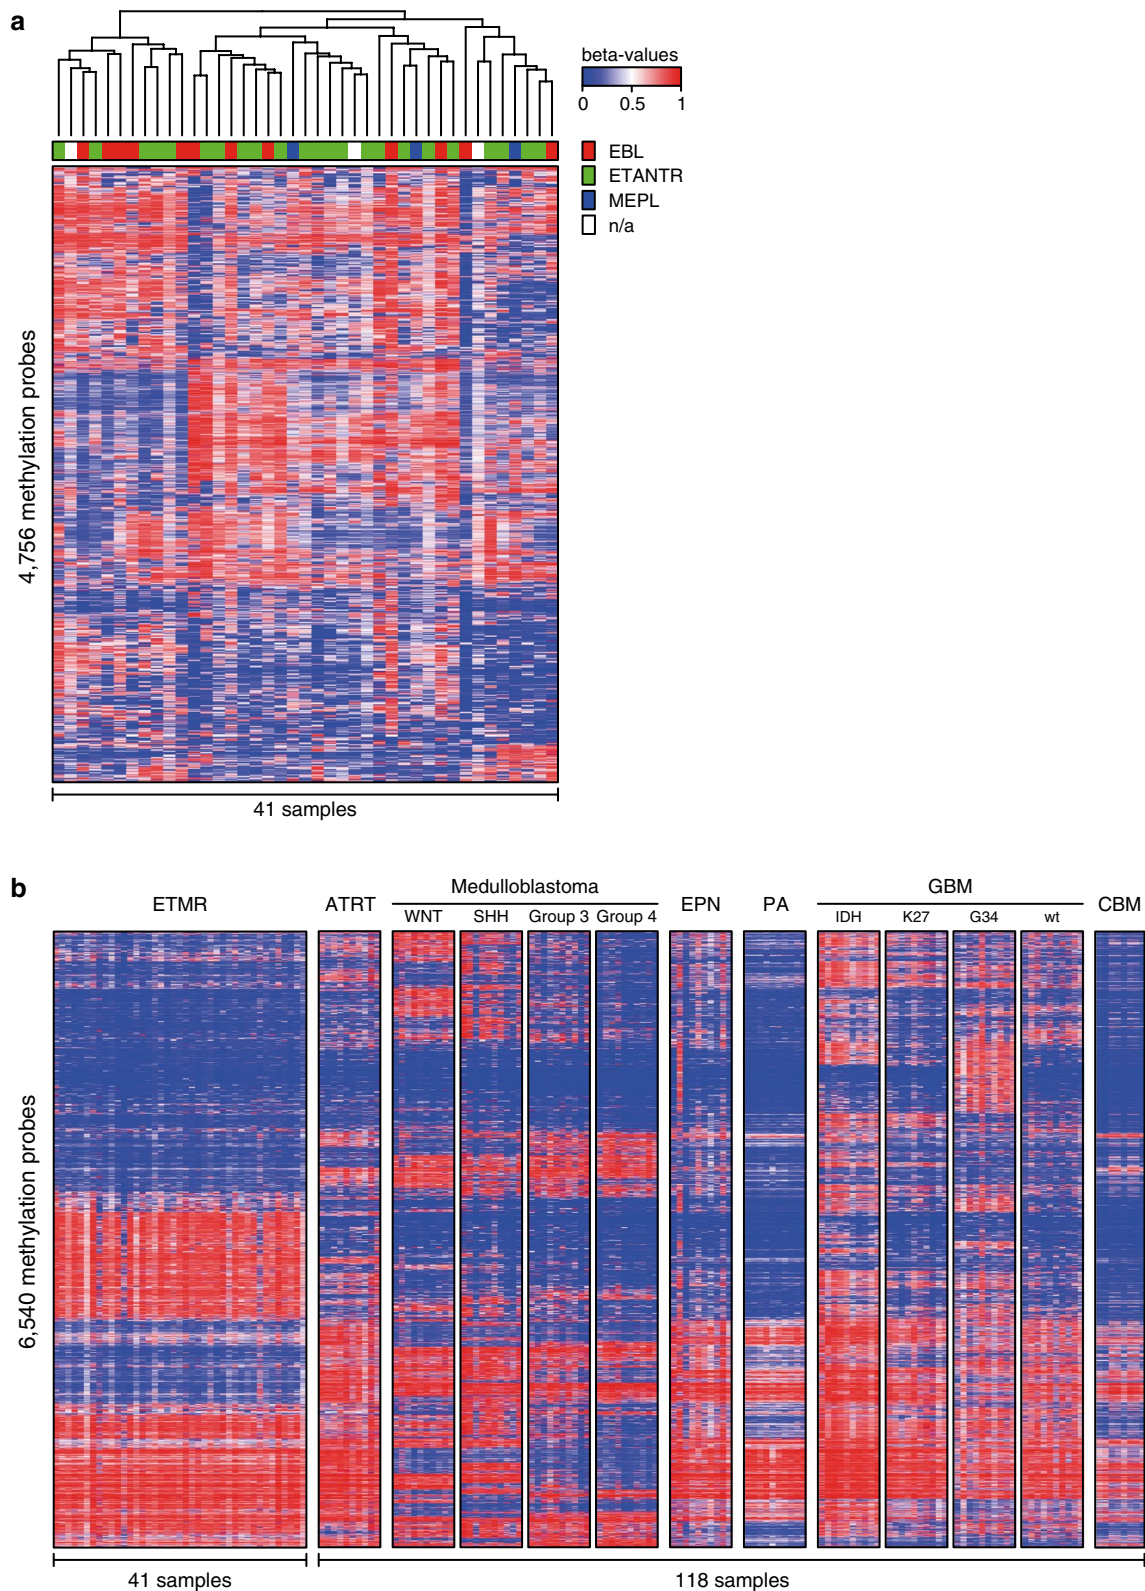 a
beta-values
0 0.5 1
EBL
ETANTR
MEPL
n/a
4,756 methylation probes
41 samples
b
ETMR ATRT Medulloblastoma EPN PA GBM CBM
WNT SHH Group 3 Group 4 IDH K27 G34 wt
6,540 methylation probes
41 samples 118 samples